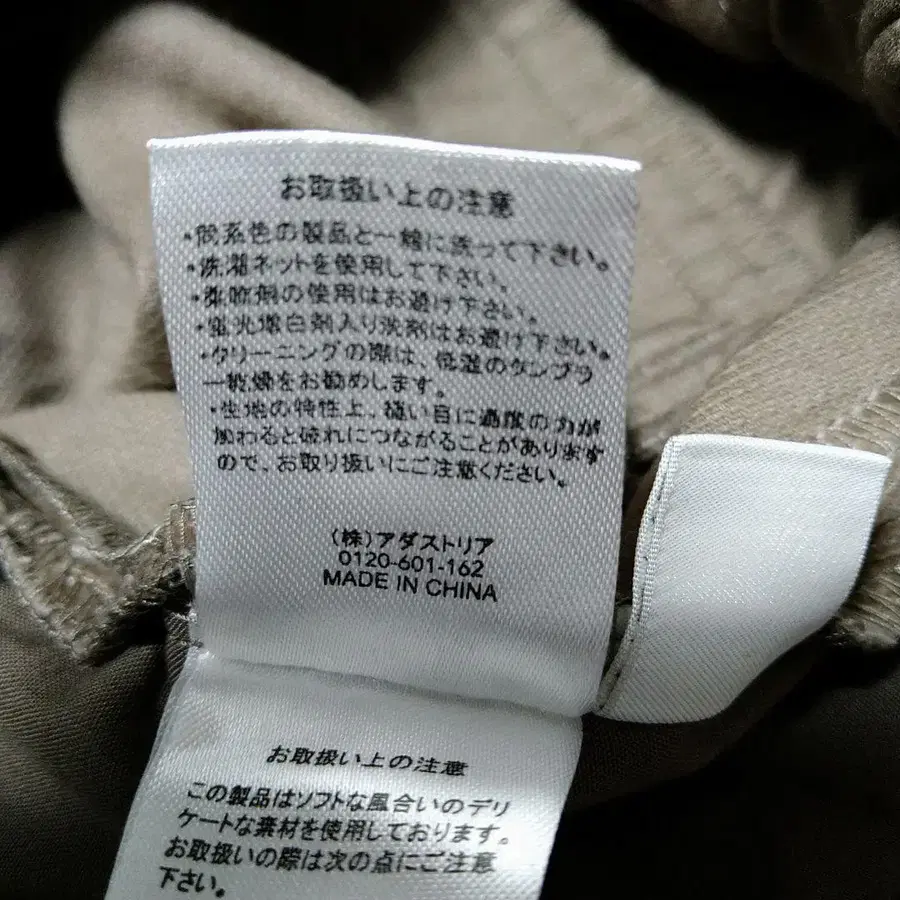 お取扱い上の注意
・同系色の製品と一緒に洗って下さい。
・洗濯ネットを使用して下さい。
・柔軟剤の使用はお避け下さい。
・蛍光増白剤入り洗剤はお避け下さい。
・クリーニングの際は、低温のタンブラ
ー乾燥をお勧めします。
・生地の特性上、縫い目に過度の力が
加わると破れにつながることがあります
ので、お取り扱いにご注意ください。
(株)アダストリア
0120-601-162
MADE IN CHINA
お取扱い上の注意
この製品はソフトな風合いのデリ
ケートな素材を使用しております。
お取扱いの際は次の点にご注意
下さい。